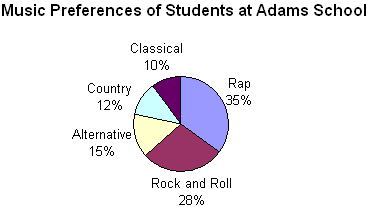 Music Preferences of Students at Adams School
Classical
10%
Rap
35%
Country
12%
Alternative
15%
Rock and Roll
28%